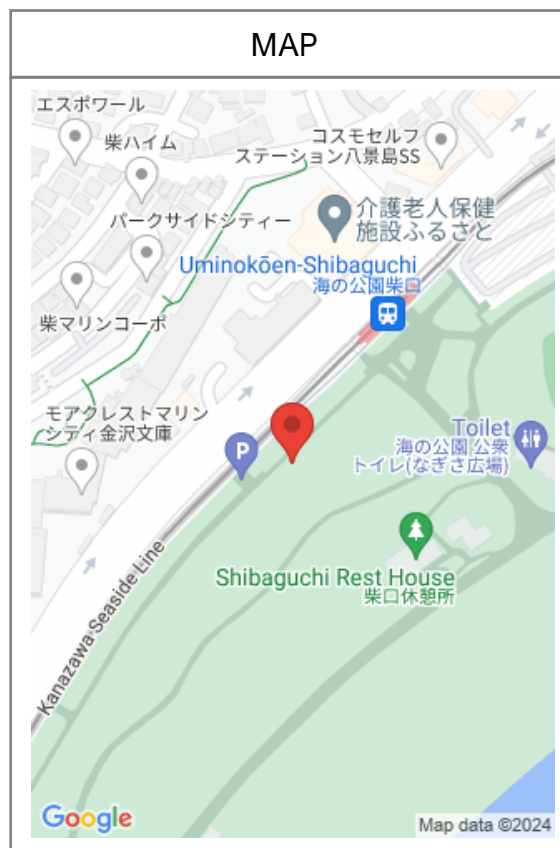 MAP
エスポワール
柴ハイム
コスモセルフ
ステーション八景島SS
パークサイドシティー
介護老人保健
施設ふるさと
Uminokōen-Shibaguchi
海の公園柴口
柴マリンコーポ
モアクレストマリン
シティ金沢文庫
P
Toilet
海の公園 公衆
トイレ(なぎさ広場)
Shibaguchi Rest House
柴口休憩所
Kanazawa Seaside Line
Google
Map data ©2024